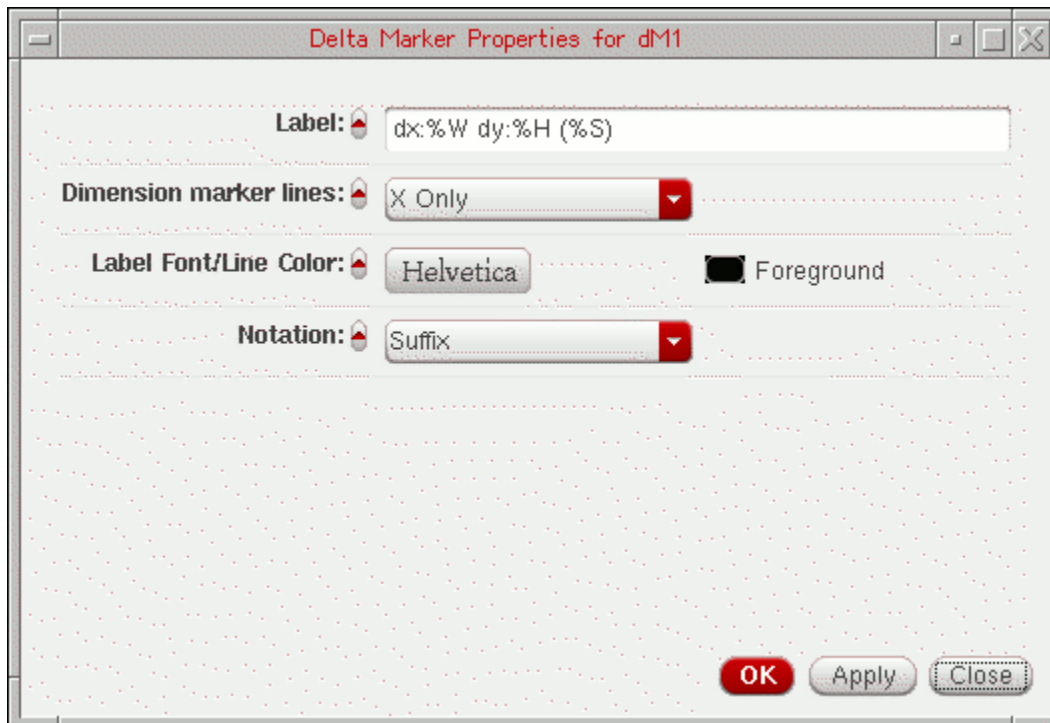 Delta Marker Properties for dM1
Label: dx:%W dy:%H (%S)
Dimension marker lines: X Only
Label Font/Line Color: Helvetica Foreground
Notation: Suffix
OK Apply Close